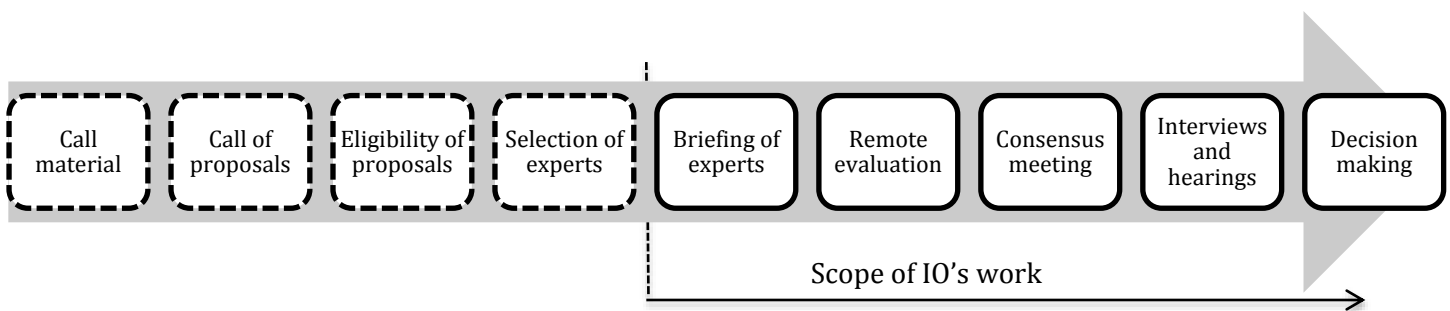 Call
material
Call of
proposals
Eligibility of
proposals
Selection of
experts
Briefing of
experts
Remote
evaluation
Consensus
meeting
Interviews
and
hearings
Decision
making
Scope of IO’s work